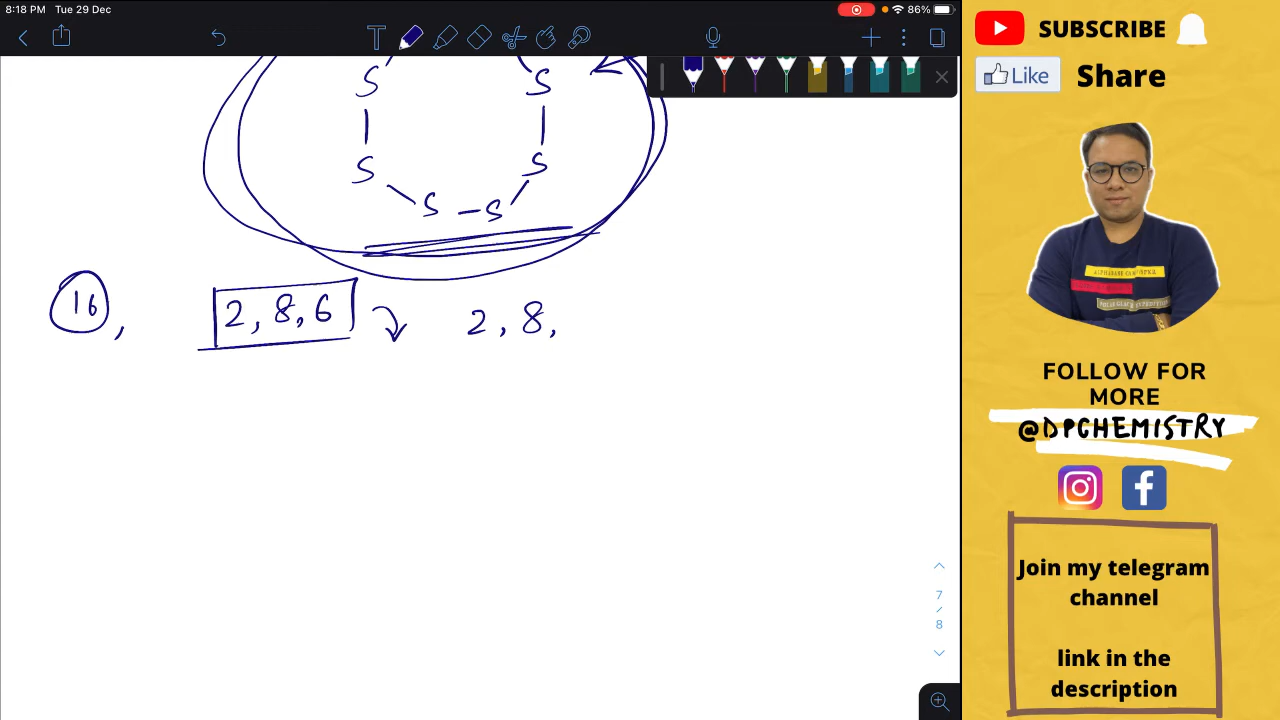 8:18 PM Tue 29 Dec
86%
S S
S S
S – S
16, 2, 8, 6 2, 8,
7
/
8
SUBSCRIBE
Like Share
FOLLOW FOR
MORE
@DPCHEMISTRY
Join my telegram
channel
link in the
description